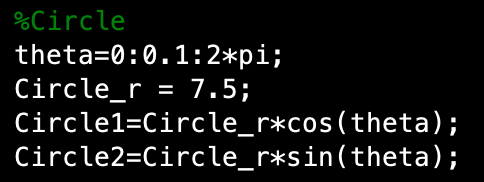 %Circle
theta=0:0.1:2*pi;
Circle_r = 7.5;
Circle1=Circle_r*cos(theta);
Circle2=Circle_r*sin(theta);